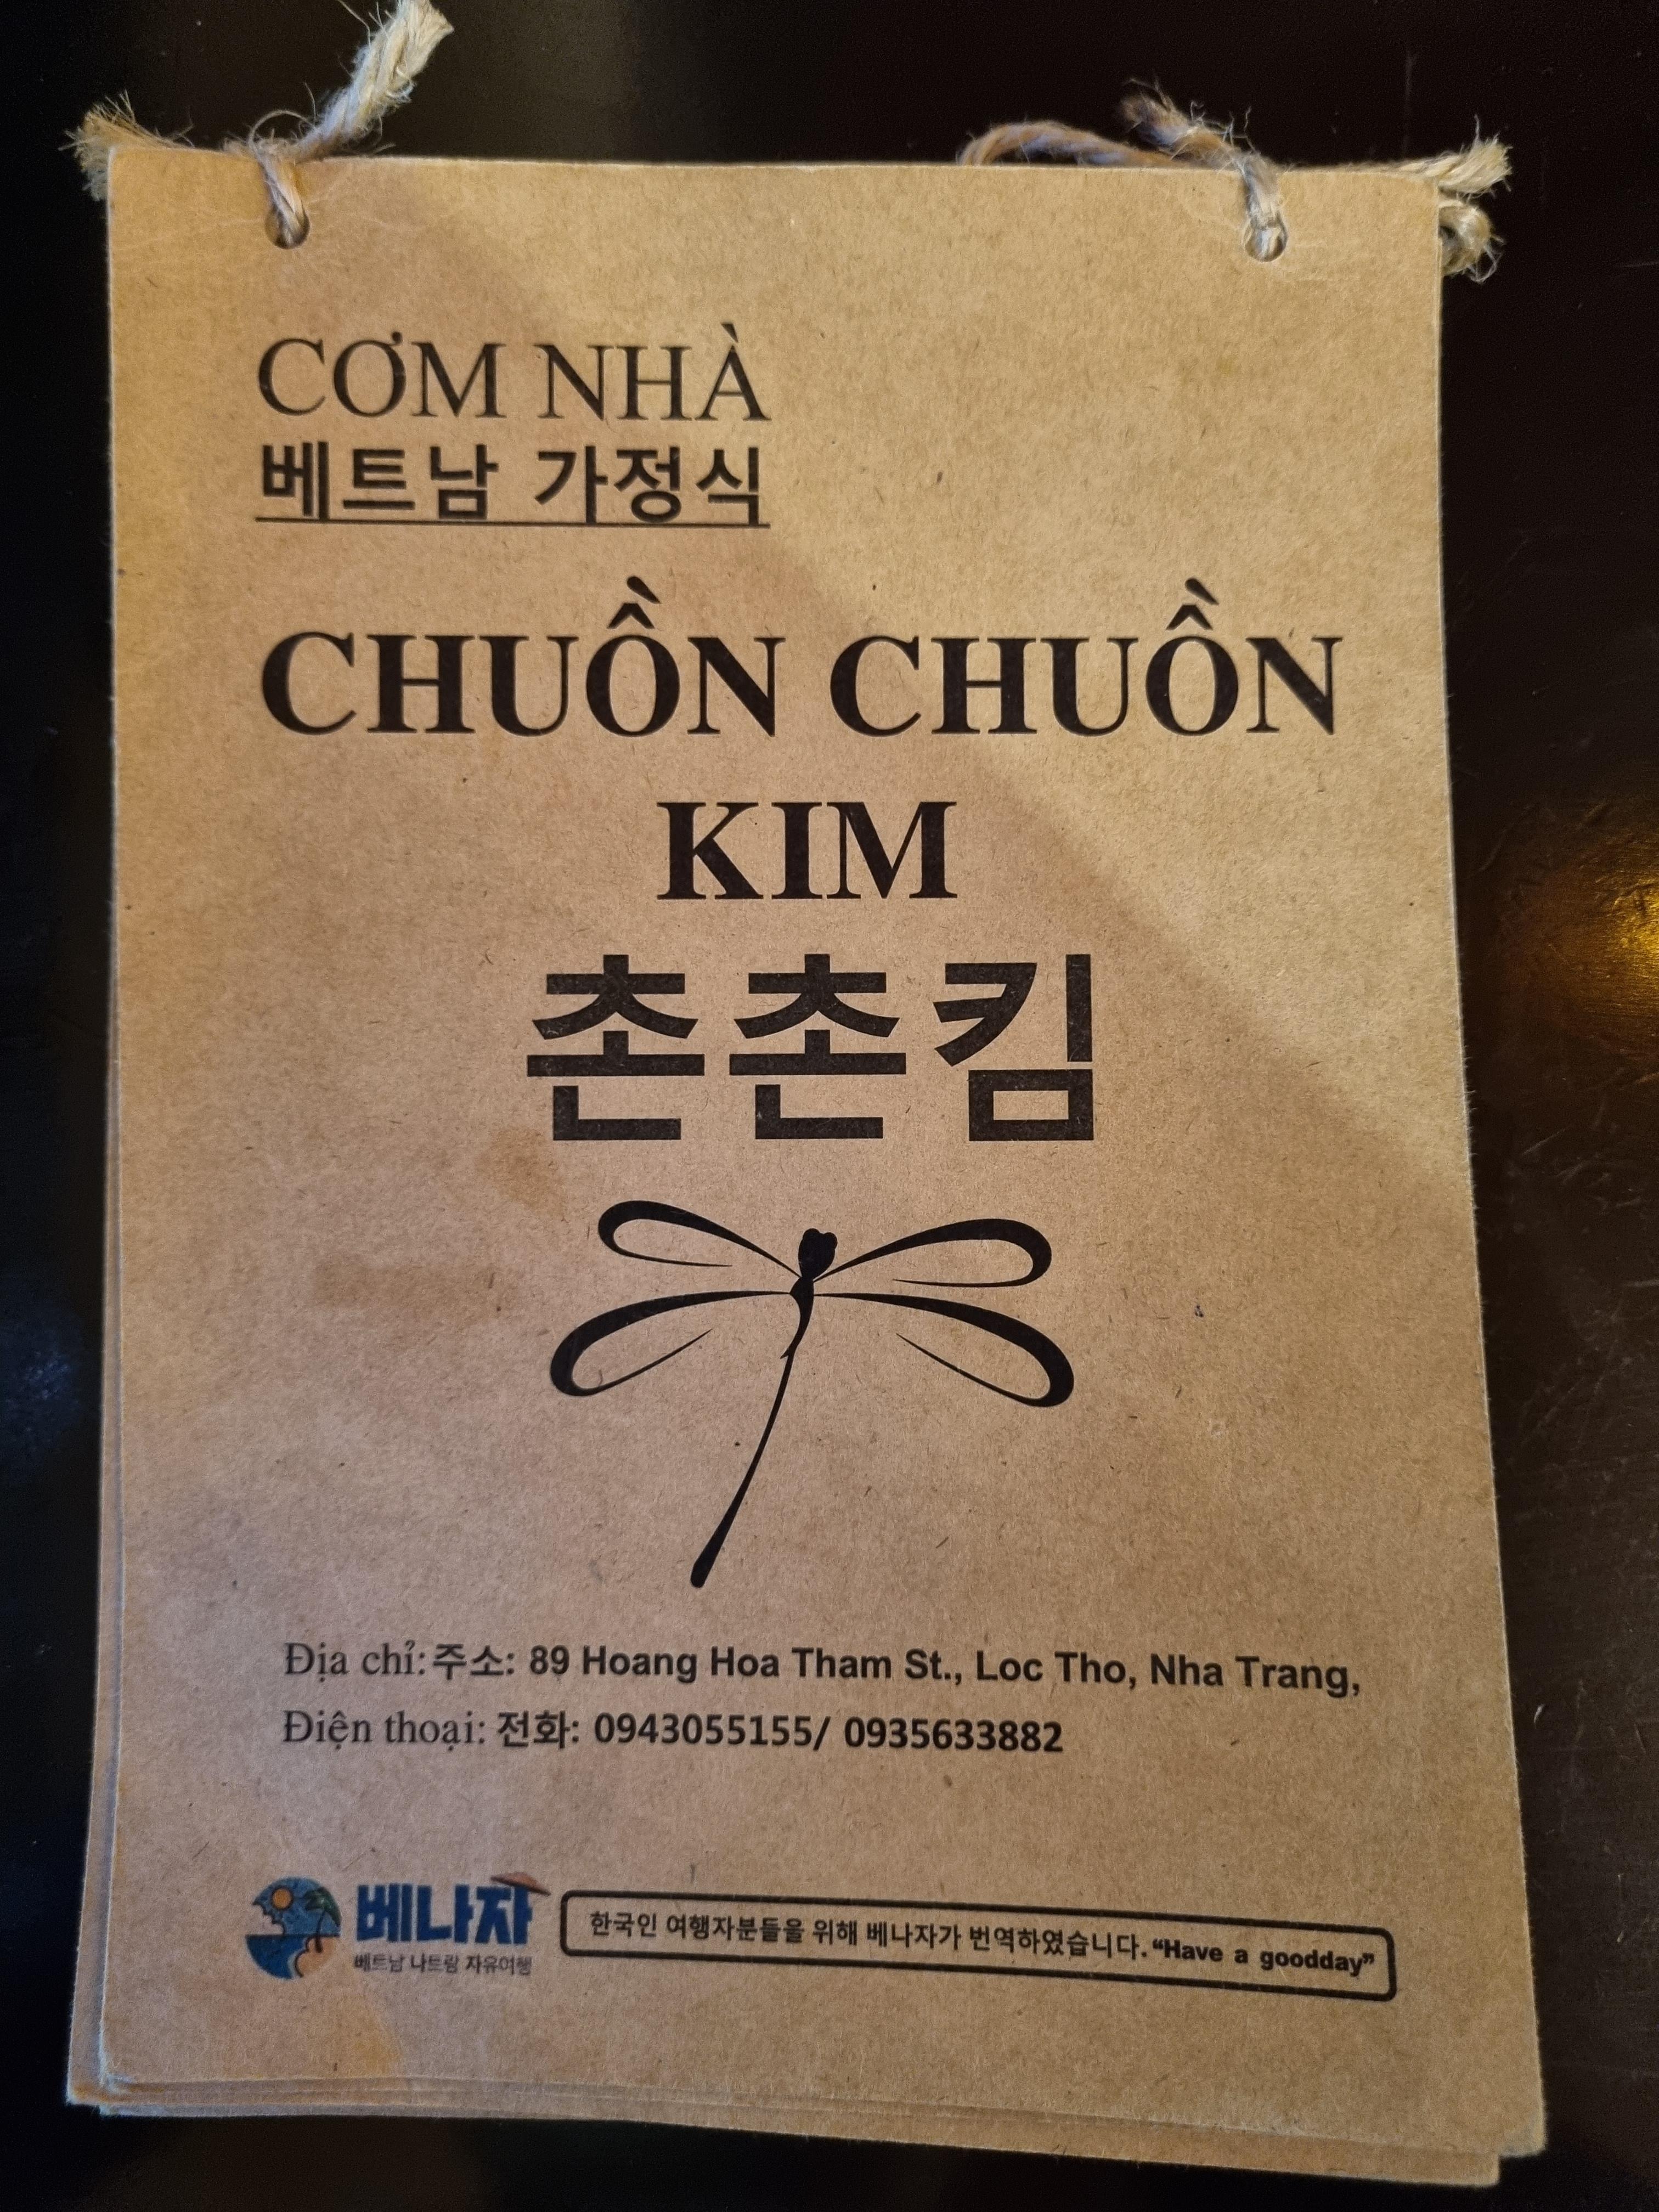 CƠM NHÀ
베트남 가정식
CHUỒN CHUỒN
KIM
촌촌킴
Địa chỉ: 주소: 89 Hoang Hoa Tham St., Loc Tho, Nha Trang,
Điện thoại: 전화: 0943055155/ 0935633882
베나자
베트남 나트랑 자유여행
한국인 여행자분들을 위해 베나자가 번역하였습니다. “Have a goodday”